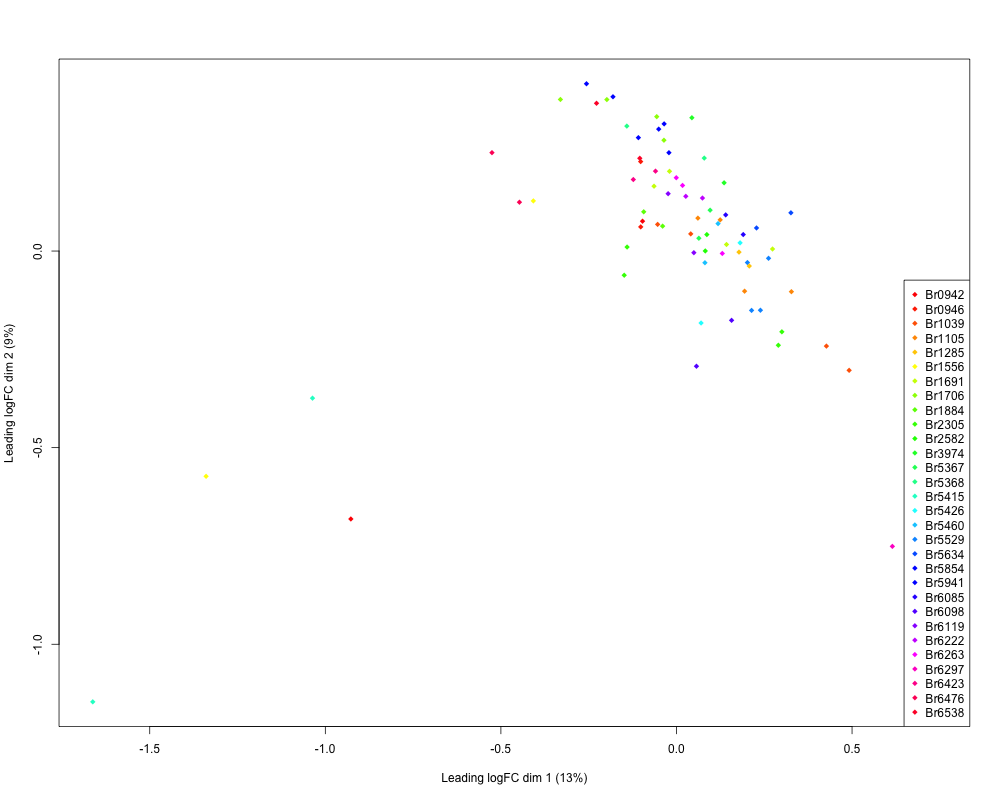 Leading logFC dim 2 (9%)
0.0
-0.5
-1.0
Br0942
Br0946
Br1039
Br1105
Br1285
Br1556
Br1691
Br1706
Br1884
Br2305
Br2582
Br3974
Br5367
Br5368
Br5415
Br5426
Br5460
Br5529
Br5634
Br5854
Br5941
Br6085
Br6098
Br6119
Br6222
Br6263
Br6297
Br6423
Br6476
Br6538
-1.5 -1.0 -0.5 0.0 0.5
Leading logFC dim 1 (13%)